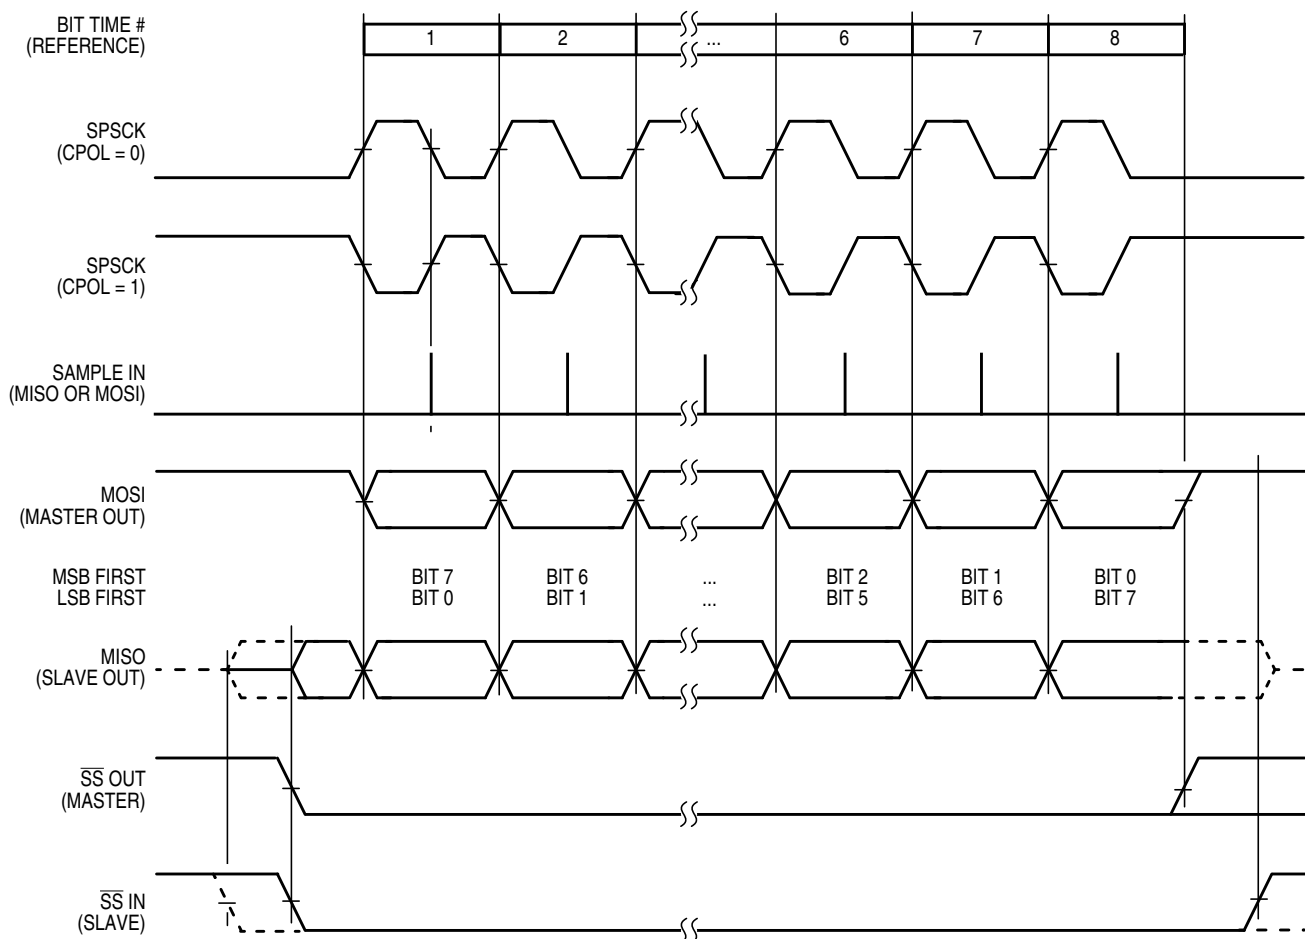 BIT TIME #
(REFERENCE)
1 2 ... 6 7 8
SPSCK
(CPOL = 0)
SPSCK
(CPOL = 1)
SAMPLE IN
(MISO OR MOSI)
MOSI
(MASTER OUT)
MSB FIRST BIT 7 BIT 6 ... BIT 2 BIT 1 BIT 0
LSB FIRST BIT 0 BIT 1 ... BIT 5 BIT 6 BIT 7
MISO
(SLAVE OUT)
S̅S̅ OUT
(MASTER)
S̅S̅ IN
(SLAVE)